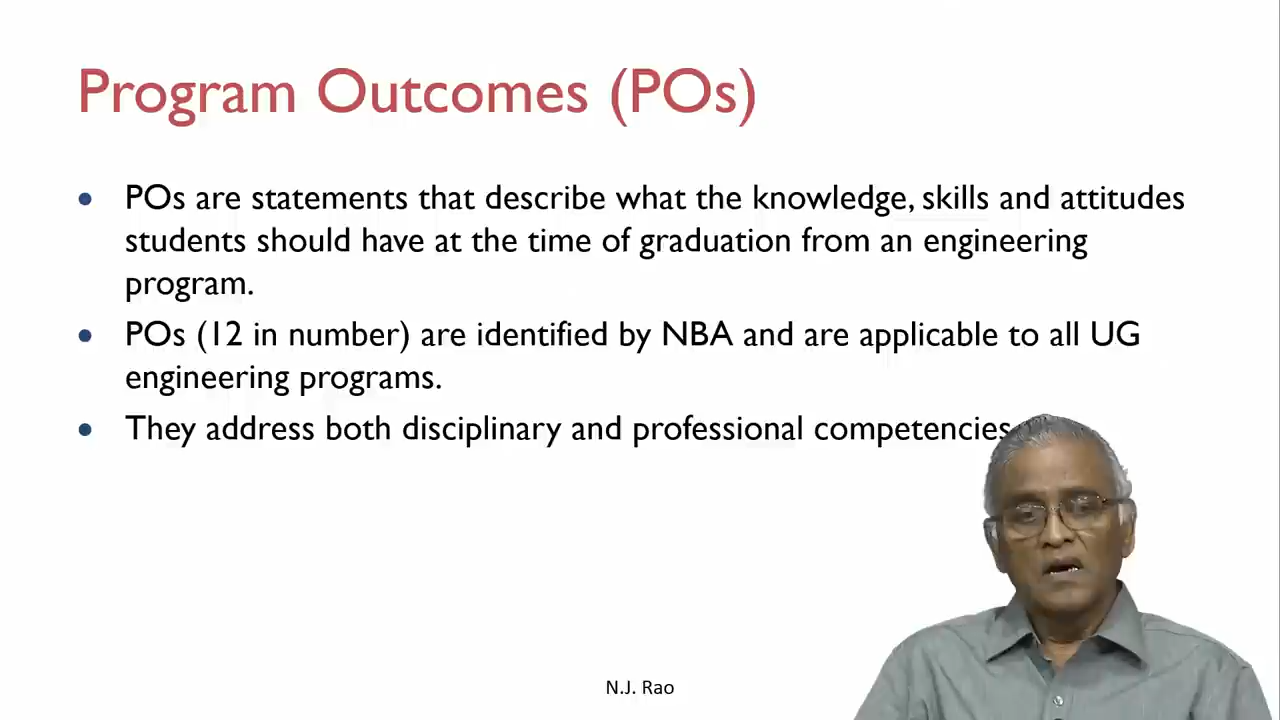 Program Outcomes (POs)
• POs are statements that describe what the knowledge, skills and attitudes
students should have at the time of graduation from an engineering
program.
• POs (12 in number) are identified by NBA and are applicable to all UG
engineering programs.
• They address both disciplinary and professional competencies
N.J. Rao